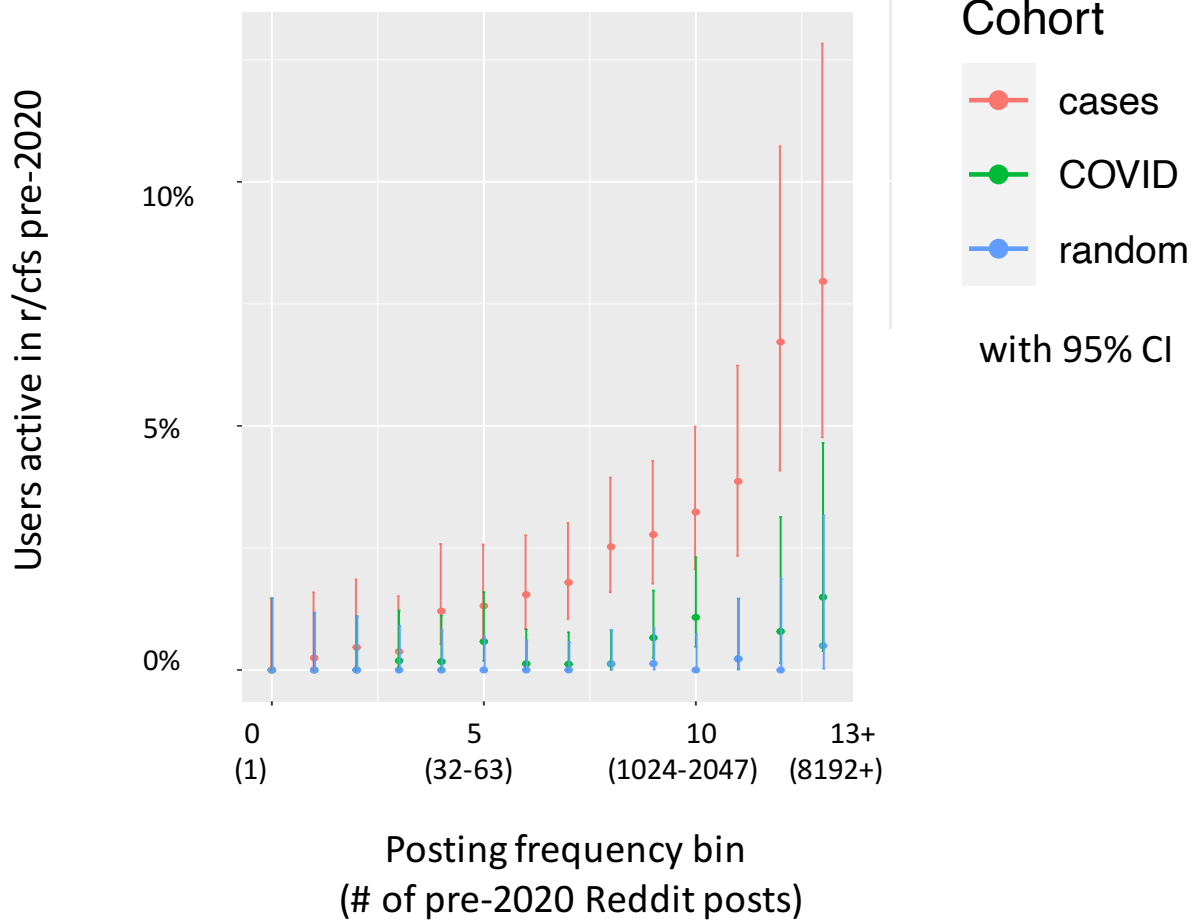 Users active in r/cfs pre-2020
10%
5%
0%
0 5 10 13+
(1) (32-63) (1024-2047) (8192+)
Posting frequency bin
(# of pre-2020 Reddit posts)
Cohort
cases
COVID
random
with 95% CI